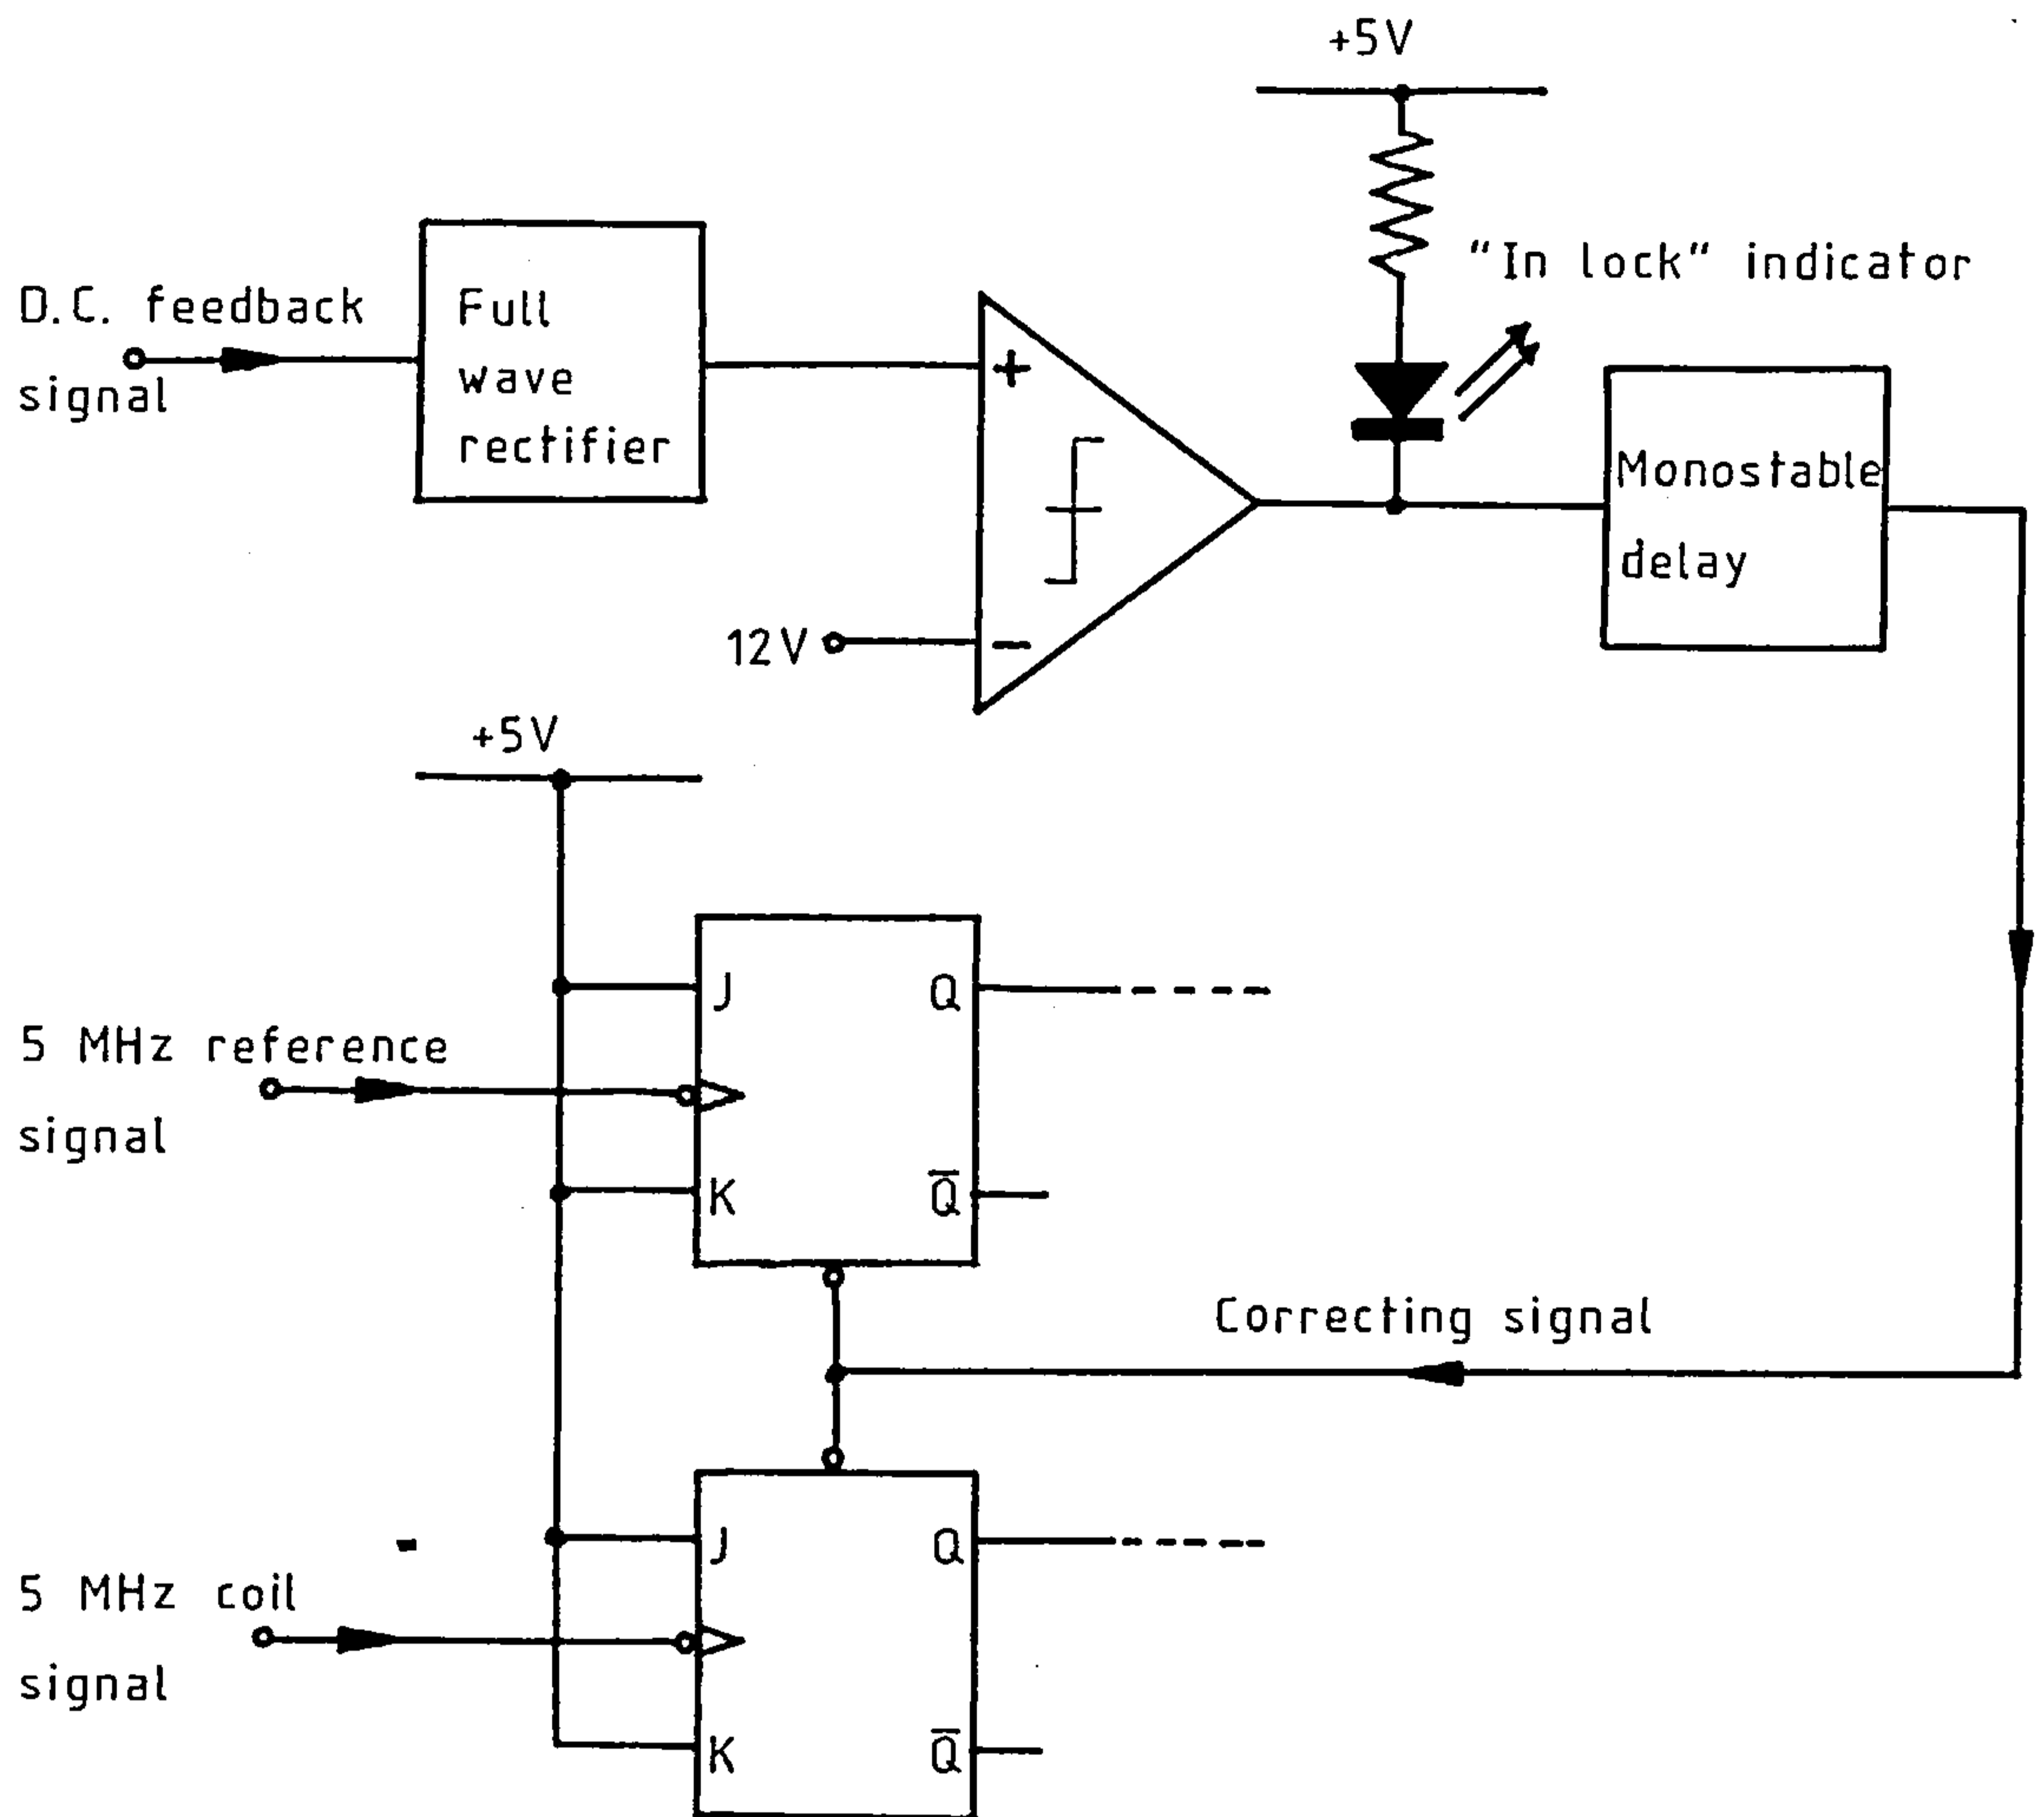 +5V
"In lock" indicator
D.C. feedback
signal
Full
wave
rectifier
+
Monostable
delay
12V
−
+5V
J
Q
5 MHz reference
signal
K
Q̅
Correcting signal
J
Q
5 MHz coil
signal
K
Q̅